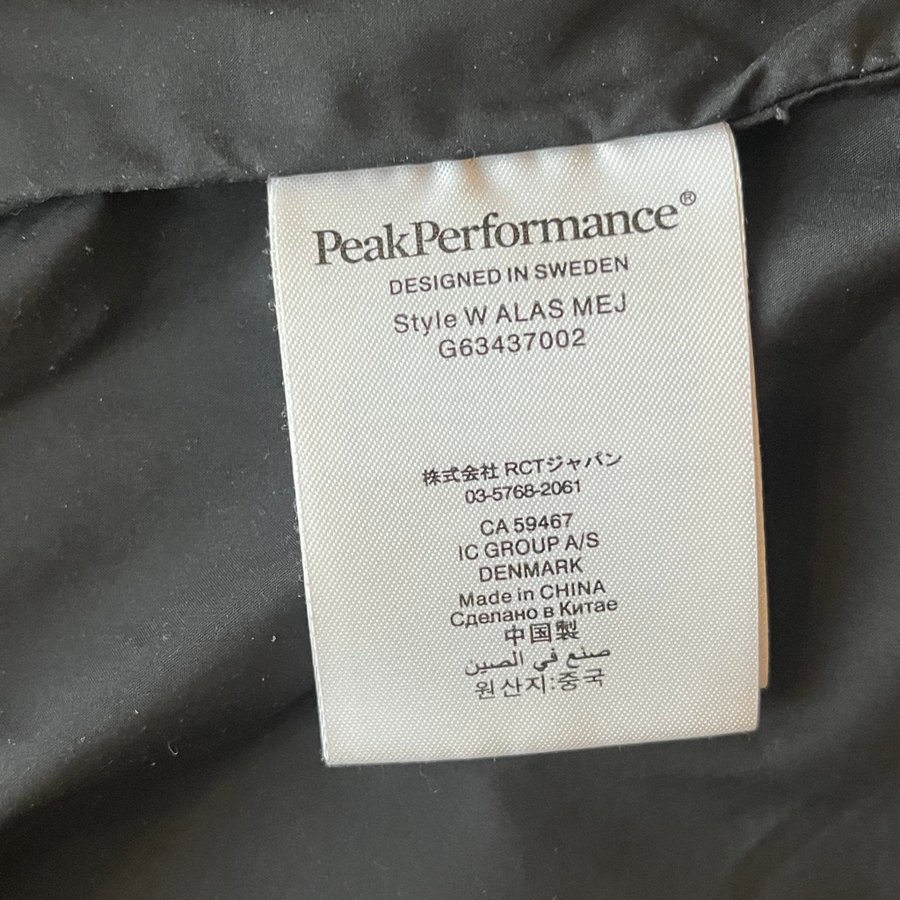 PeakPerformance®
DESIGNED IN SWEDEN
Style W ALAS MEJ
G63437002
株式会社 RCTジャパン
03-5768-2061
CA 59467
IC GROUP A/S
DENMARK
Made in CHINA
Сделано в Китае
中国製
صنع في الصين
원산지:중국